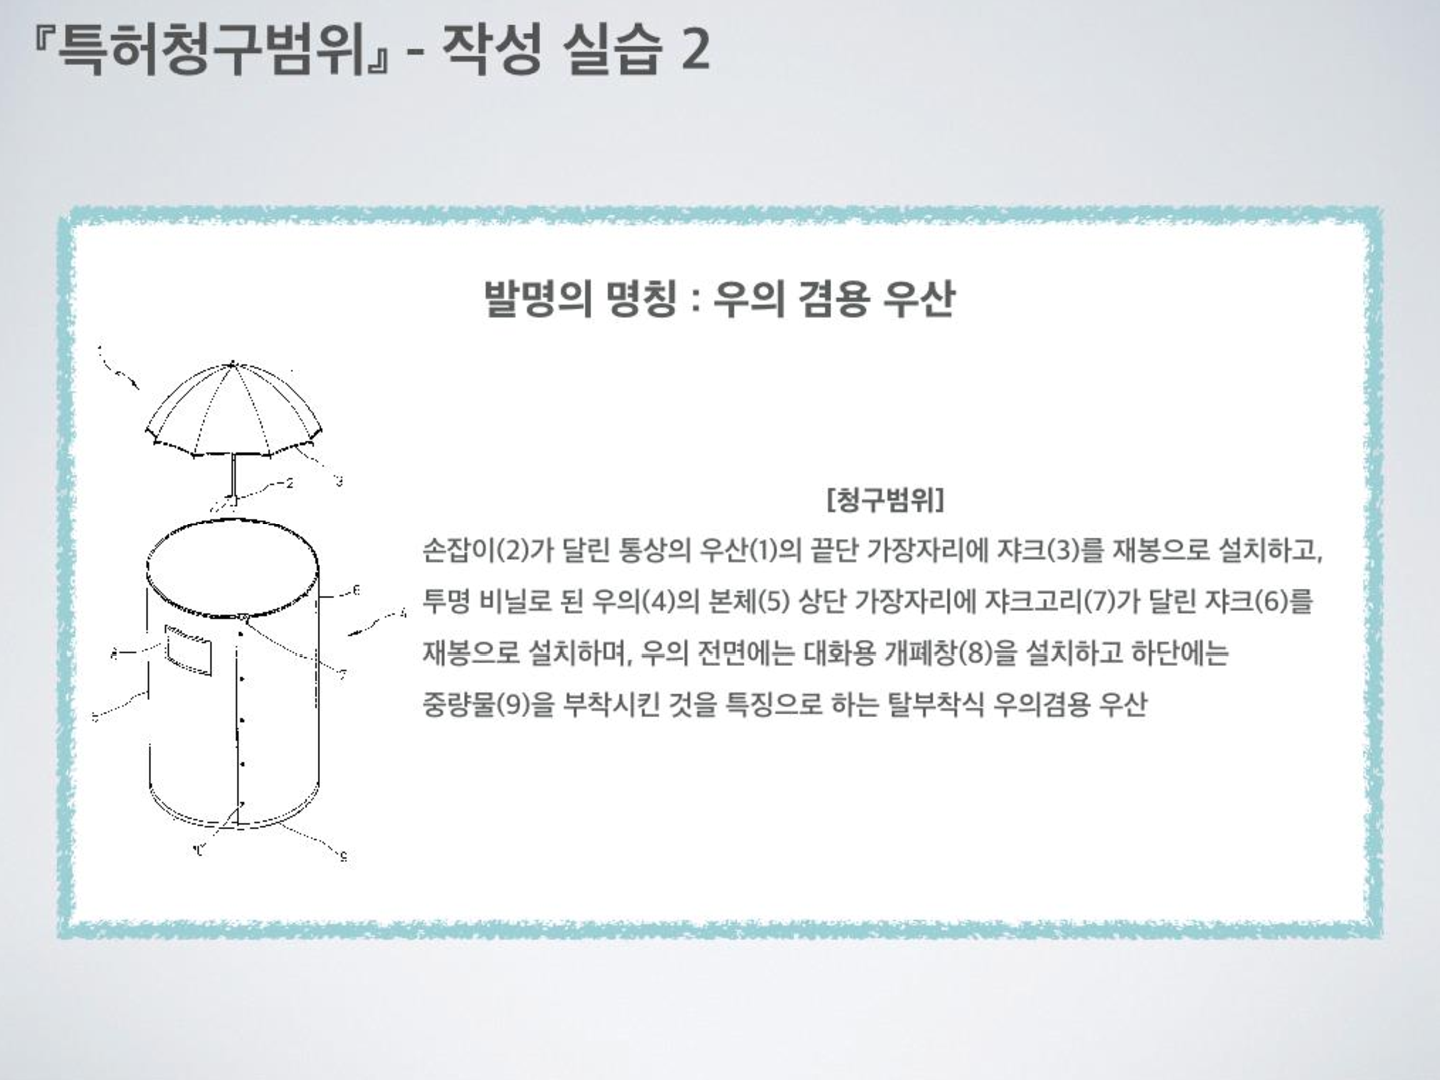 『특허청구범위』 - 작성 실습 2
발명의 명칭 : 우의 겸용 우산
1
3
2
[청구범위]
손잡이(2)가 달린 통상의 우산(1)의 끝단 가장자리에 쟈크(3)를 재봉으로 설치하고,
투명 비닐로 된 우의(4)의 본체(5) 상단 가장자리에 쟈크고리(7)가 달린 쟈크(6)를
재봉으로 설치하며, 우의 전면에는 대화용 개폐창(8)을 설치하고 하단에는
중량물(9)을 부착시킨 것을 특징으로 하는 탈부착식 우의겸용 우산
6
4
8
7
5
9